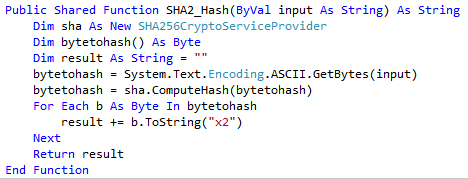 Public Shared Function SHA2_Hash(ByVal input As String) As String
    Dim sha As New SHA256CryptoServiceProvider
    Dim bytetohash() As Byte
    Dim result As String = ""
    bytetohash = System.Text.Encoding.ASCII.GetBytes(input)
    bytetohash = sha.ComputeHash(bytetohash)
    For Each b As Byte In bytetohash
        result += b.ToString("x2")
    Next
    Return result
End Function